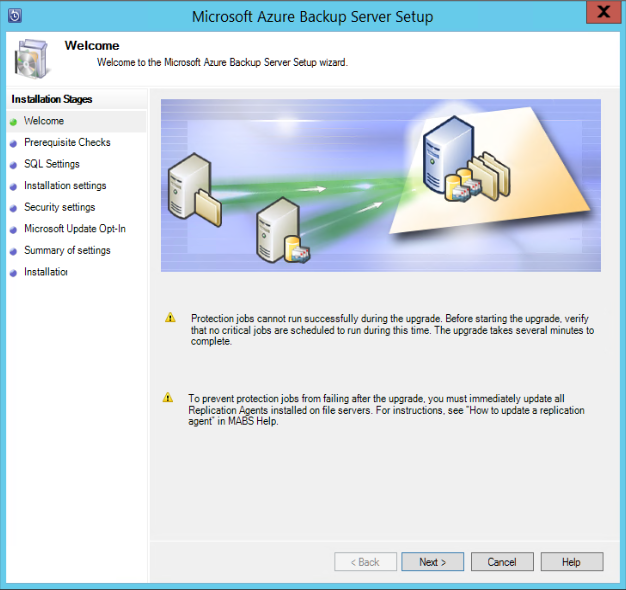 Microsoft Azure Backup Server Setup
X
Welcome
Welcome to the Microsoft Azure Backup Server Setup wizard.
Installation Stages
Welcome
Prerequisite Checks
SQL Settings
Installation settings
Security settings
Microsoft Update Opt-In
Summary of settings
Installation
Protection jobs cannot run successfully during the upgrade. Before starting the upgrade, verify
that no critical jobs are scheduled to run during this time. The upgrade takes several minutes to
complete.
To prevent protection jobs from failing after the upgrade, you must immediately update all
Replication Agents installed on file servers. For instructions, see "How to update a replication
agent" in MABS Help.
< Back
Next >
Cancel
Help